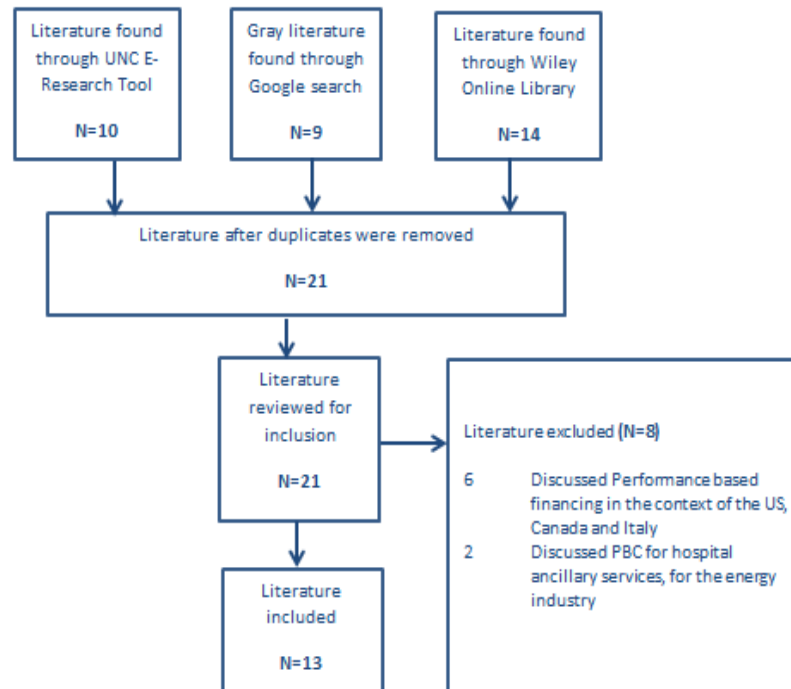 Literature found
through UNC E-
Research Tool
N=10
Gray literature
found through
Google search
N=9
Literature found
through Wiley
Online Library
N=14
Literature after duplicates were removed
N=21
Literature
reviewed for
inclusion
N=21
Literature excluded (N=8)
6 Discussed Performance based
financing in the context of the US,
Canada and Italy
2 Discussed PBC for hospital
ancillary services, for the energy
industry
Literature
included
N=13